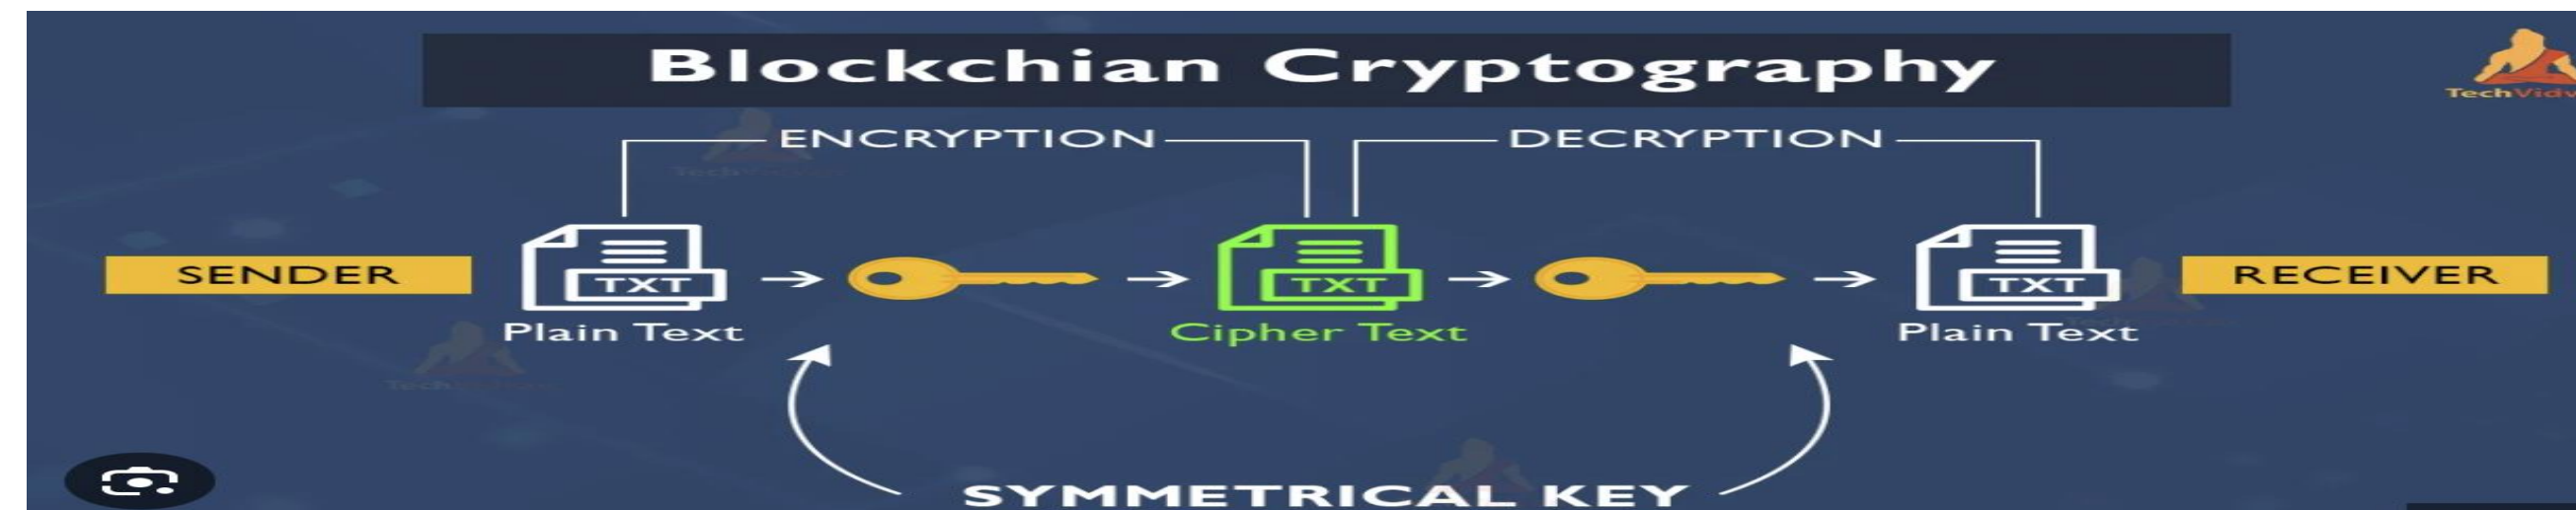 Blockchian Cryptography
ENCRYPTION DECRYPTION
SENDER TXT TXT TXT RECEIVER
Plain Text Cipher Text Plain Text
SYMMETRICAL KEY